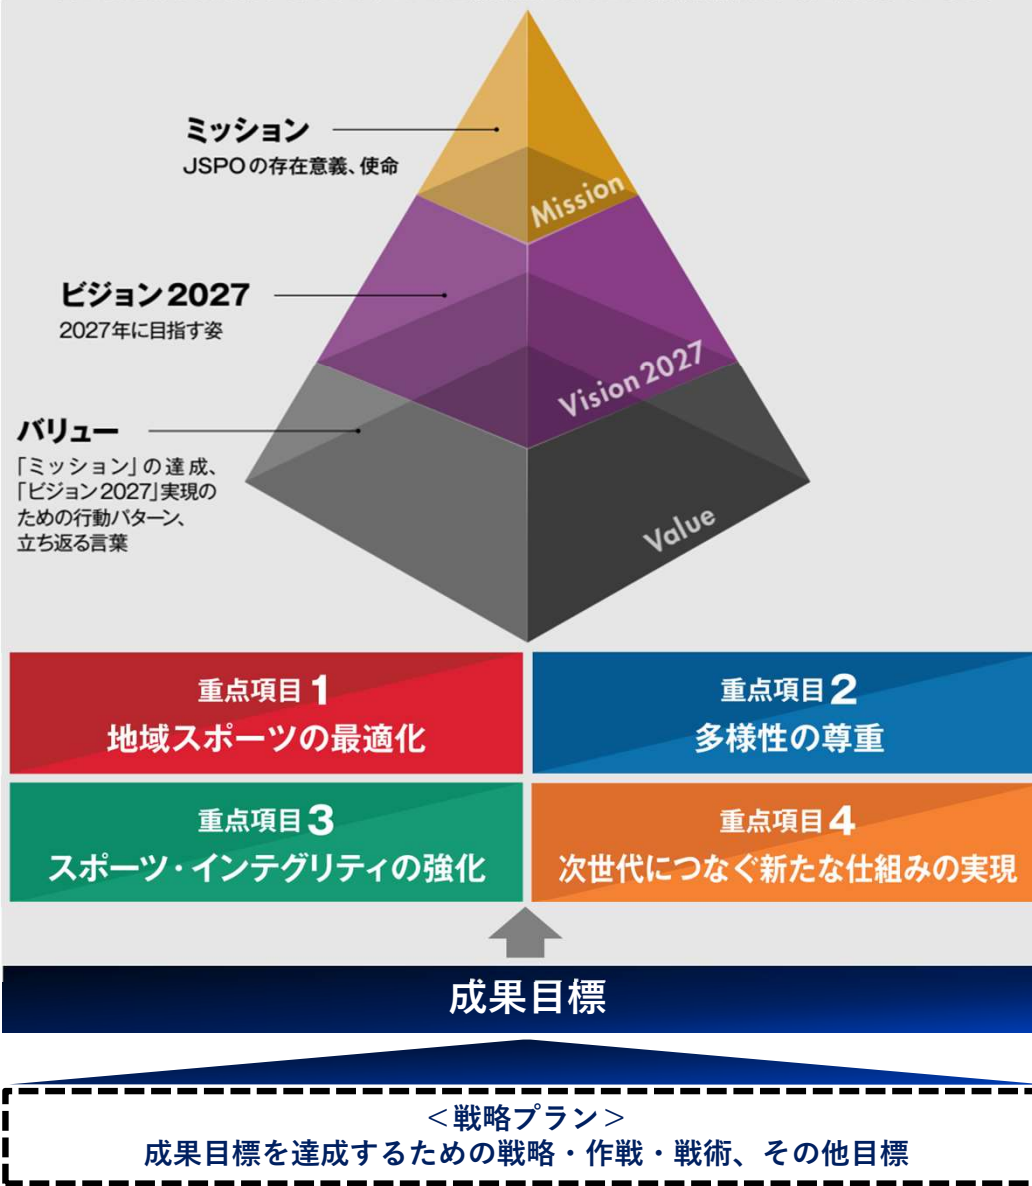 ミッション
JSPOの存在意義、使命
Mission
ビジョン2027
2027年に目指す姿
Vision 2027
バリュー
「ミッション」の達成、
「ビジョン2027」実現の
ための行動パターン、
立ち返る言葉
Value
重点項目1
地域スポーツの最適化
重点項目2
多様性の尊重
重点項目3
スポーツ・インテグリティの強化
重点項目4
次世代につなぐ新たな仕組みの実現
成果目標
<戦略プラン>
成果目標を達成するための戦略・作戦・戦術、その他目標